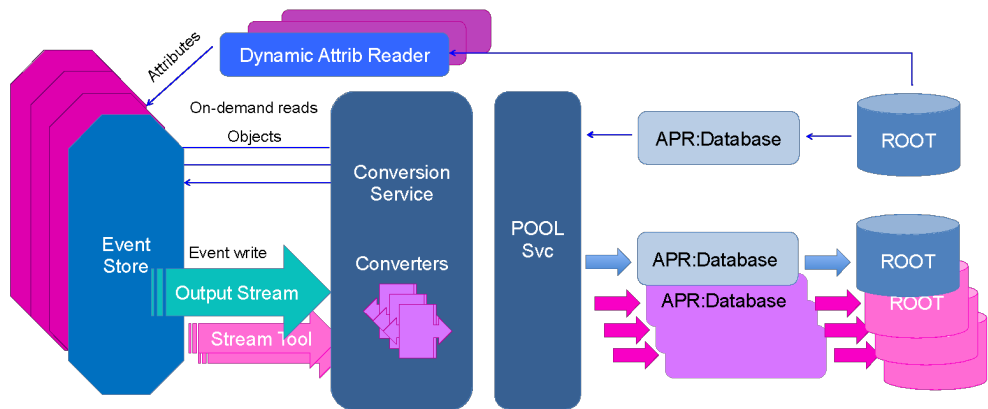 Dynamic Attrib Reader
Attributes
On-demand reads
Objects
APR:Database
ROOT
Conversion
Service
Event
Store
POOL
Svc
Event write
Converters
APR:Database
ROOT
Output Stream
APR:Database
ROOT
Stream Tool